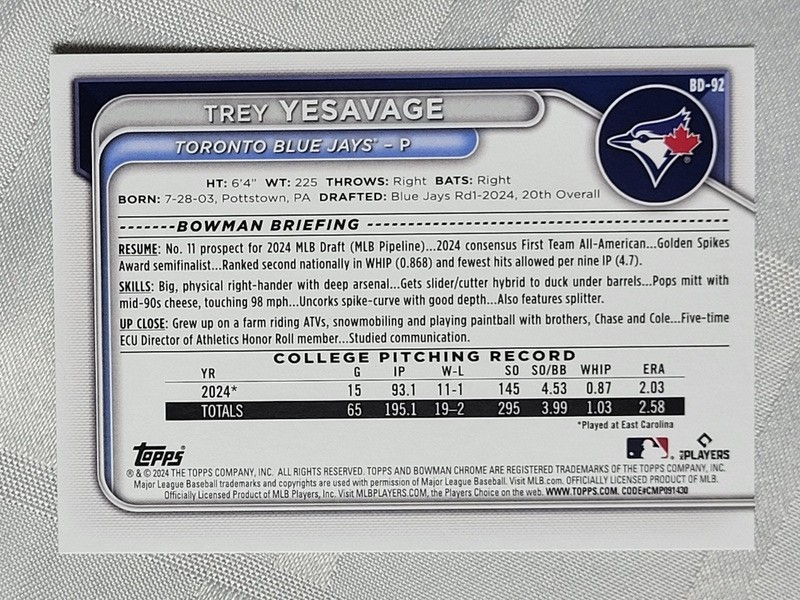 BD-92
TREY YESAVAGE
TORONTO BLUE JAYS™ – P
HT: 6'4" WT: 225 THROWS: Right BATS: Right
BORN: 7-28-03, Pottstown, PA DRAFTED: Blue Jays Rd1-2024, 20th Overall
BOWMAN BRIEFING
RESUME: No. 11 prospect for 2024 MLB Draft (MLB Pipeline)...2024 consensus First Team All-American...Golden Spikes
Award semifinalist...Ranked second nationally in WHIP (0.868) and fewest hits allowed per nine IP (4.7).
SKILLS: Big, physical right-hander with deep arsenal...Gets slider/cutter hybrid to duck under barrels...Pops mitt with
mid-90s cheese, touching 98 mph...Uncorks spike-curve with good depth...Also features splitter.
UP CLOSE: Grew up on a farm riding ATVs, snowmobiling and playing paintball with brothers, Chase and Cole...Five-time
ECU Director of Athletics Honor Roll member...Studied communication.
COLLEGE PITCHING RECORD
YR G IP W-L SO SO/BB WHIP ERA
2024* 15 93.1 11-1 145 4.53 0.87 2.03
TOTALS 65 195.1 19–2 295 3.99 1.03 2.58
*Played at East Carolina
Topps® PLAYERS
® & © 2024 THE TOPPS COMPANY, INC. ALL RIGHTS RESERVED. TOPPS AND BOWMAN CHROME ARE REGISTERED TRADEMARKS OF THE TOPPS COMPANY, INC.
Major League Baseball trademarks and copyrights are used with permission of Major League Baseball. Visit MLB.com. OFFICIALLY LICENSED PRODUCT OF MLB.
Officially Licensed Product of MLB Players, Inc. Visit MLBPLAYERS.COM, the Players Choice on the web. WWW.TOPPS.COM. CODE#CMP091430